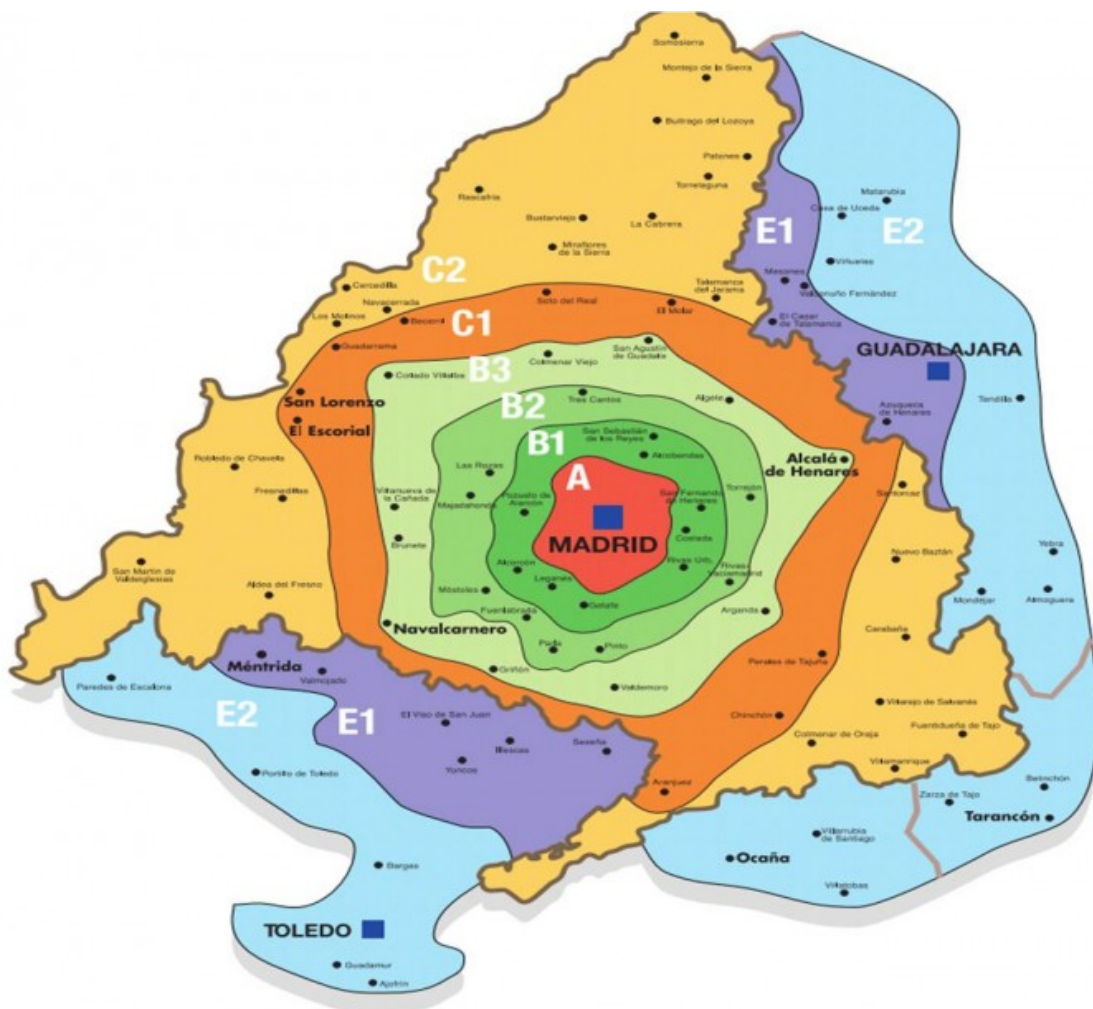 Somosierra
Montejo de la Sierra
Buitrago del Lozoya
Patones
Torrelaguna
Rascafría
Bustarviejo
La Cabrera
Miraflores
de la Sierra
Matarubia
Casa de Uceda
E1
E2
Viñuelas
C2
Cercedilla
Navacerrada
Los Molinos
Becerril
Guadarrama
C1
Soto del Real
El Molar
Talamanca
del Jarama
Mesones
Valdenuño Fernández
El Casar
de Talamanca
GUADALAJARA
San Agustín
de Guadalix
Colmenar Viejo
Collado Villalba
B3
San Lorenzo
El Escorial
B2
Tres Cantos
Algete
Azuqueca
de Henares
Tendilla
B1
San Sebastián
de los Reyes
Alcobendas
Alcalá
de Henares
Robledo de Chavela
Fresnedillas
Las Rozas
A
Villanueva de
la Cañada
Majadahonda
Pozuelo de
Alarcón
San Fernando
de Henares
Torrejón
Santorcaz
MADRID
Coslada
Brunete
San Martín de
Valdeiglesias
Aldea del Fresno
Alcorcón
Leganés
Rivas Urb.
Rivas
Vaciamadrid
Nuevo Baztán
Yebra
Mondéjar
Almoguera
Móstoles
Fuenlabrada
Getafe
Arganda
Navalcarnero
Parla
Pinto
Carabaña
Griñón
Valdemoro
Perales de Tajuña
Méntrida
Valmojado
Paredes de Escalona
E2
E1
El Viso de San Juan
Illescas
Yuncos
Seseña
Chinchón
Villarejo de Salvanés
Fuentidueña de Tajo
Colmenar de Oreja
Villamanrique
Portillo de Toledo
Aranjuez
Belinchón
Zarza de Tajo
Tarancón
Villarrubia
de Santiago
Ocaña
Villatobas
Bargas
TOLEDO
Guadamur
Ajofrín